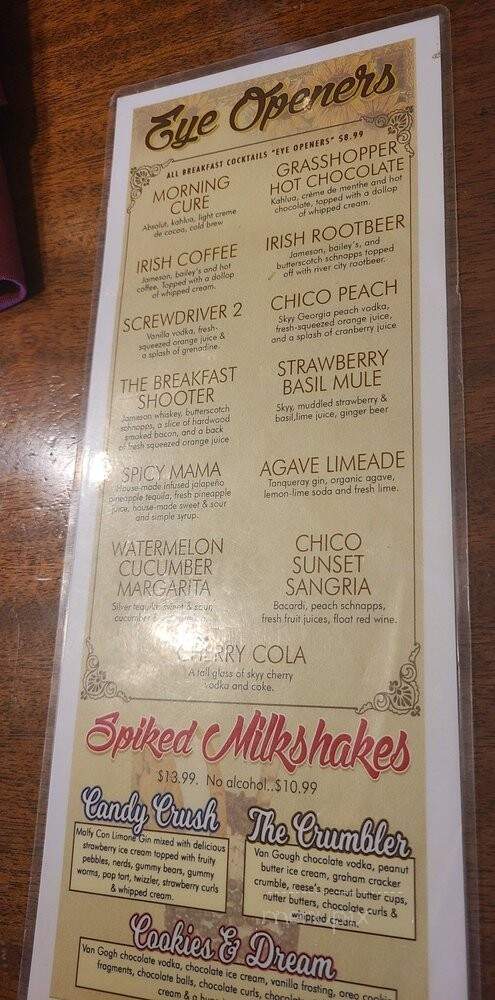 Eye Openers
ALL BREAKFAST COCKTAILS "EYE OPENERS" $8.99
MORNING
CURE
Absolut, kahlua, light creme
de cocoa, cold brew
IRISH COFFEE
Jameson, bailey's and hot
coffee. Topped with a dollop
of whipped cream.
SCREWDRIVER 2
Vanilla vodka, fresh-
squeezed orange juice &
a splash of grenadine.
THE BREAKFAST
SHOOTER
Jameson whiskey, butterscotch
schnapps, a slice of hardwood
smoked bacon, and a back
of fresh squeezed orange juice
SPICY MAMA
House-made infused jalapeño
pineapple tequila, fresh pineapple
juice, house-made sweet & sour
and simple syrup.
WATERMELON
CUCUMBER
MARGARITA
Silver tequila, sweet & sour,
cucumber &
GRASSHOPPER
HOT CHOCOLATE
Kahlua, crème de menthe and hot
chocolate, topped with a dollop
of whipped cream.
IRISH ROOTBEER
Jameson, bailey's, and
butterscotch schnapps topped
off with river city rootbeer.
CHICO PEACH
Skyy Georgia peach vodka,
fresh-squeezed orange juice,
and a splash of cranberry juice
STRAWBERRY
BASIL MULE
Skyy, muddled strawberry &
basil,lime juice, ginger beer
AGAVE LIMEADE
Tanqueray gin, organic agave,
lemon-lime soda and fresh lime.
CHICO
SUNSET
SANGRIA
Bacardi, peach schnapps,
fresh fruit juices, float red wine.
CHERRY COLA
A tall glass of skyy cherry
vodka and coke.
Spiked Milkshakes
$13.99. No alcohol..$10.99
Candy Crush
Malfy Con Limone Gin mixed with delicious
strawberry ice cream topped with fruity
pebbles, nerds, gummy bears, gummy
worms, pop tart, twizzler, strawberry curls
& whipped cream.
The Crumbler
Van Gough chocolate vodka, peanut
butter ice cream, graham cracker
crumble, reese's peanut butter cups,
nutter butters, chocolate curls &
whipped cream.
Cookies & Dream
Van Gogh chocolate vodka, chocolate ice cream, vanilla frosting, oreo cookie
fragments, chocolate balls, chocolate curls,
cream &